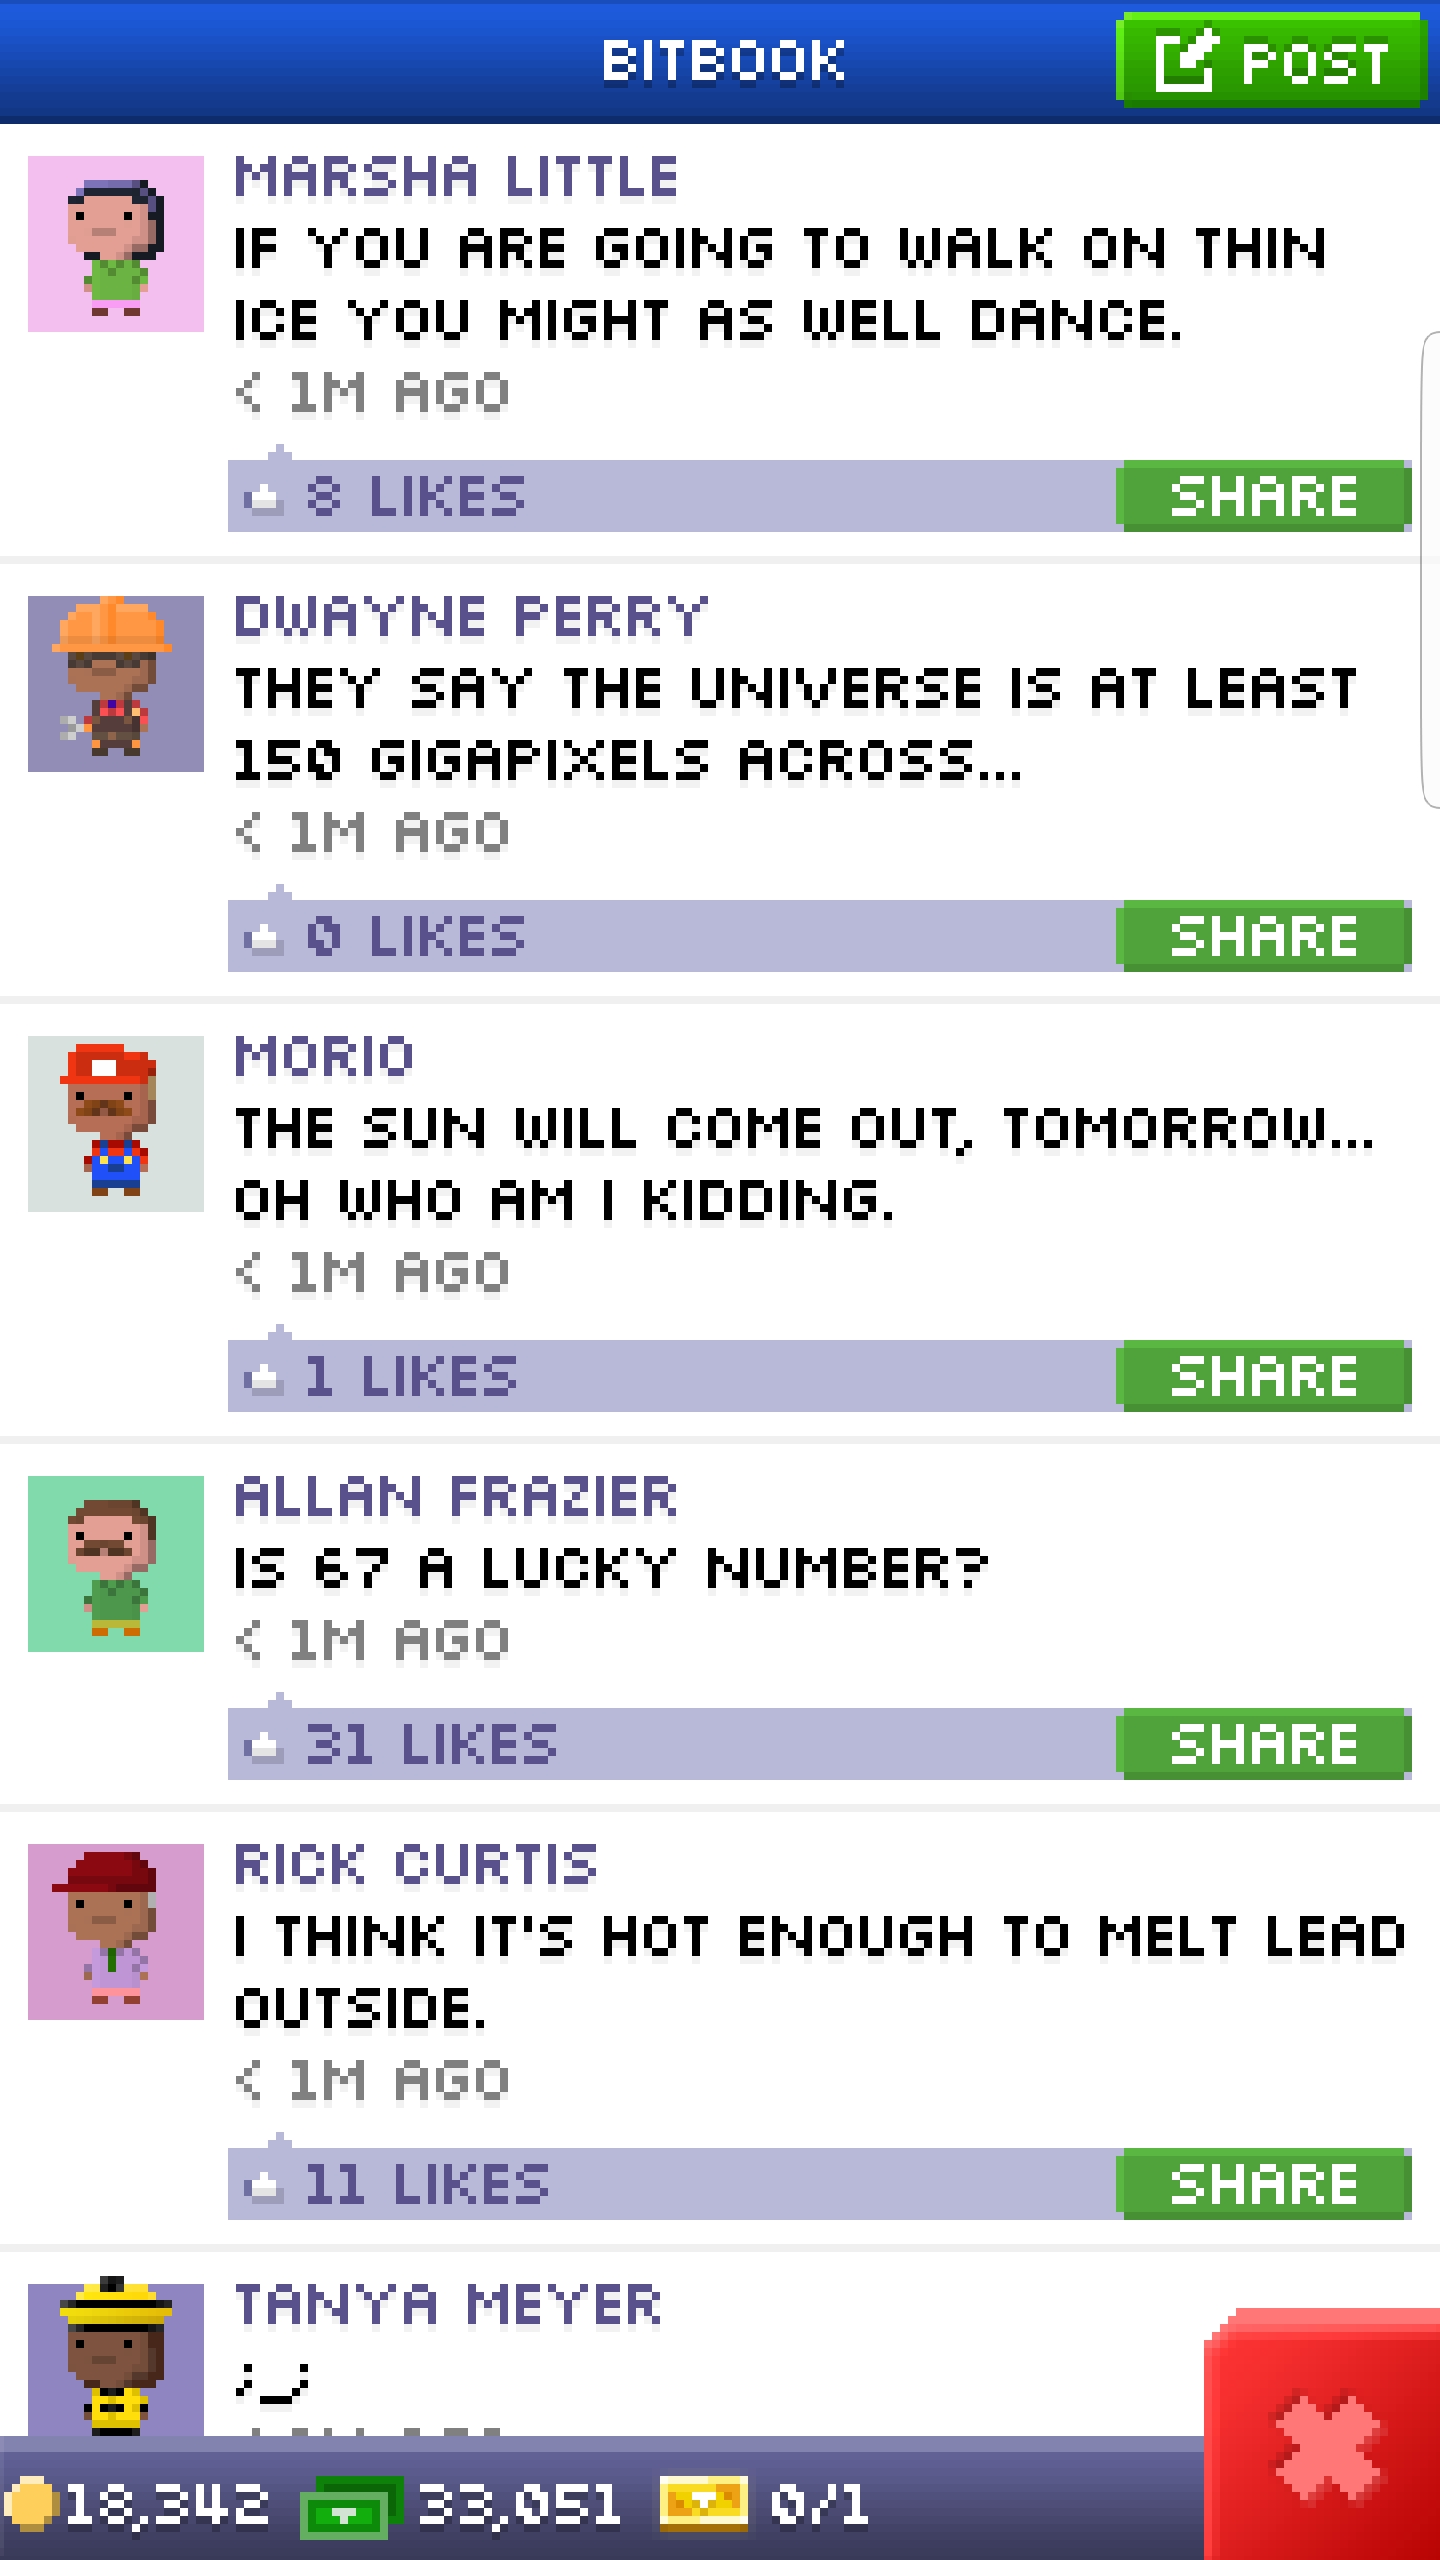 BITBOOK
POST
MARSHA LITTLE
IF YOU ARE GOING TO WALK ON THIN
ICE YOU MIGHT AS WELL DANCE.
< 1M AGO
8 LIKES
SHARE
DWAYNE PERRY
THEY SAY THE UNIVERSE IS AT LEAST
150 GIGAPIXELS ACROSS...
< 1M AGO
0 LIKES
SHARE
MORIO
THE SUN WILL COME OUT, TOMORROW...
OH WHO AM I KIDDING.
< 1M AGO
1 LIKES
SHARE
ALLAN FRAZIER
IS 67 A LUCKY NUMBER?
< 1M AGO
31 LIKES
SHARE
RICK CURTIS
I THINK IT'S HOT ENOUGH TO MELT LEAD
OUTSIDE.
< 1M AGO
11 LIKES
SHARE
TANYA MEYER
;_;
18,342
33,051
0/1